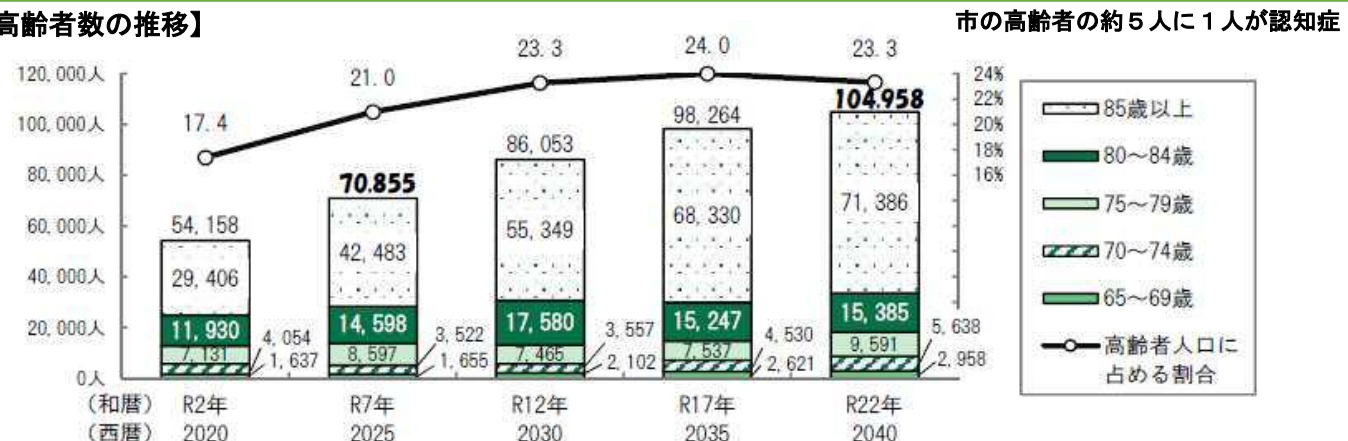 高齢者数の推移】
市の高齢者の約5人に1人が認知症
120,000人
100,000人
80,000人
60,000人
40,000人
20,000人
0人
17.4
21.0
23.3
24.0
23.3
24%
22%
20%
18%
16%
54,158
29,406
11,930
7,131
4,054
1,637
70.855
42,483
14,598
8,597
3,522
1,655
86,053
55,349
17,580
7,465
3,557
2,102
98,264
68,330
15,247
7,537
4,530
2,621
104.958
71,386
15,385
9,591
5,638
2,958
85歳以上
80～84歳
75～79歳
70～74歳
65～69歳
高齢者人口に
占める割合
(和暦) R2年 R7年 R12年 R17年 R22年
(西暦) 2020 2025 2030 2035 2040